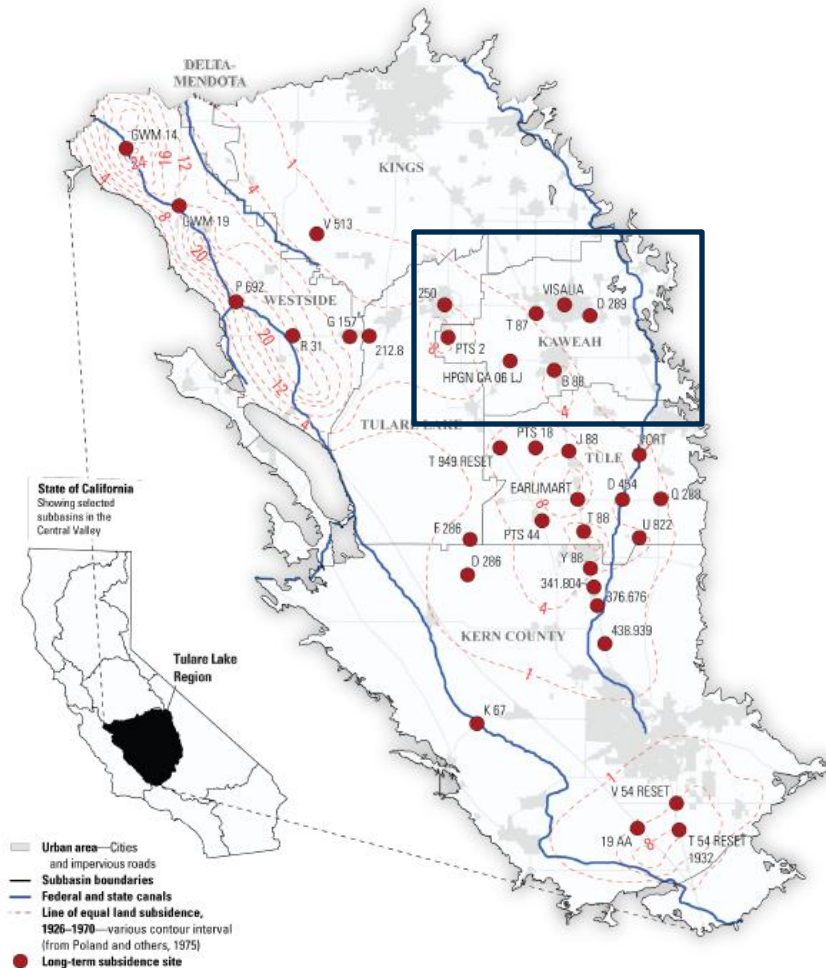 DELTA-
MENDOTA
GWM 14
24
16
12
4
1
KINGS
4
8
GWM 19
20
V 513
P 692
WESTSIDE
250
VISALIA
D 289
T 87
G 157
R 31
212.8
8
PTS 2
KAWEAH
20
12
HPGN CA 06 LJ
B 88
4
4
TULARE LAKE
PTS 18
J 88
PORT
T 949 RESET
TULE
EARLIMART
D 454
Q 288
8
PTS 44
T 88
U 822
E 286
Y 88
D 286
341.804
376.676
4
438.939
KERN COUNTY
1
K 67
1
V 54 RESET
19 AA
8
T 54 RESET
1932
State of California
Showing selected
subbasins in the
Central Valley
Tulare Lake
Region
Urban area—Cities
and impervious roads
Subbasin boundaries
Federal and state canals
Line of equal land subsidence,
1926–1970—various contour interval
(from Poland and others, 1975)
Long-term subsidence site